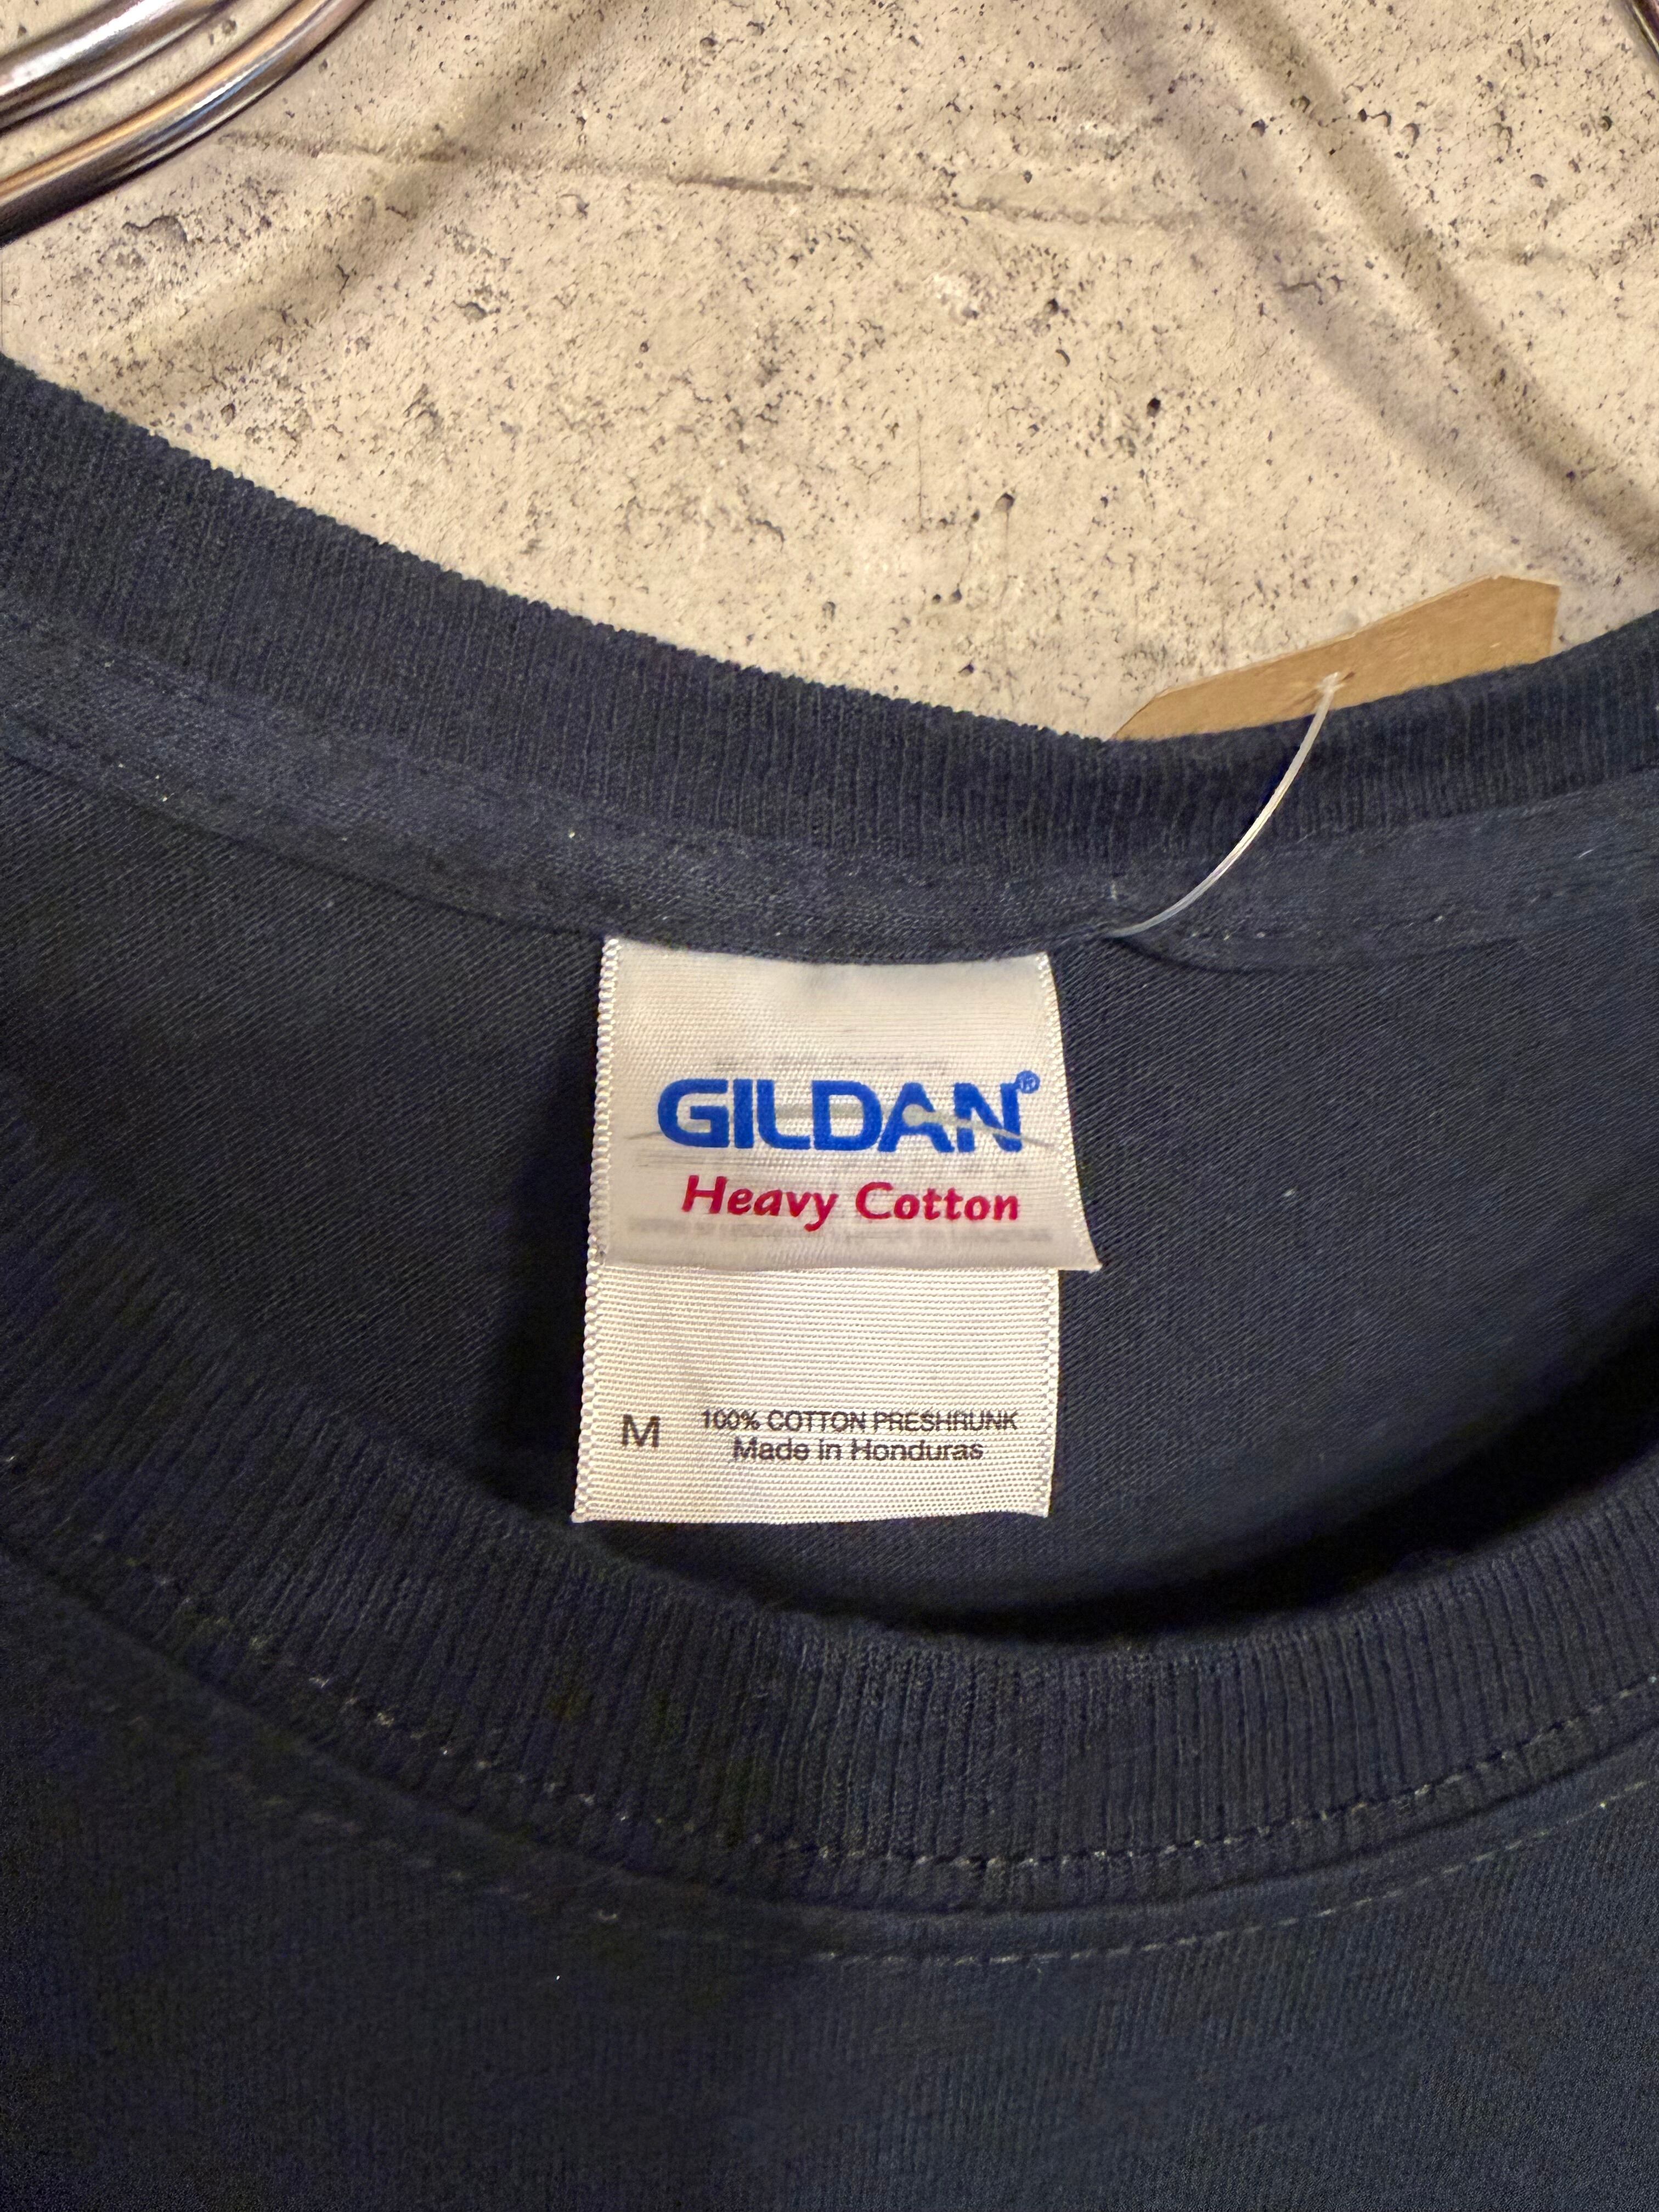 GILDAN®
Heavy Cotton
M 100% COTTON PRESHRUNK
Made in Honduras